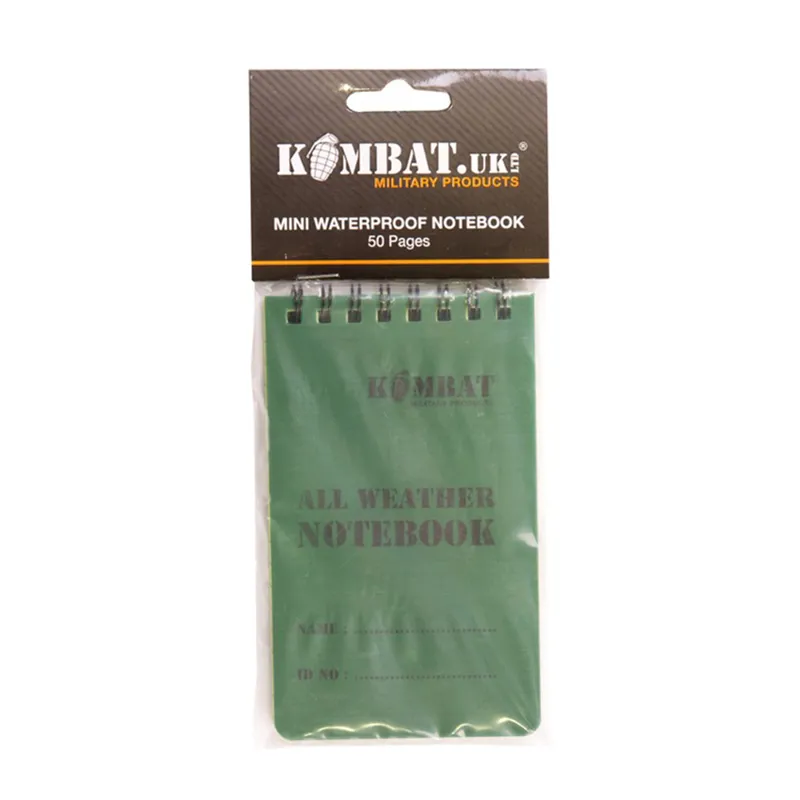 KOMBAT.UK LTD®
MILITARY PRODUCTS
MINI WATERPROOF NOTEBOOK
50 Pages
KOMBAT
MILITARY PRODUCTS
ALL WEATHER
NOTEBOOK
NAME :
ID NO :